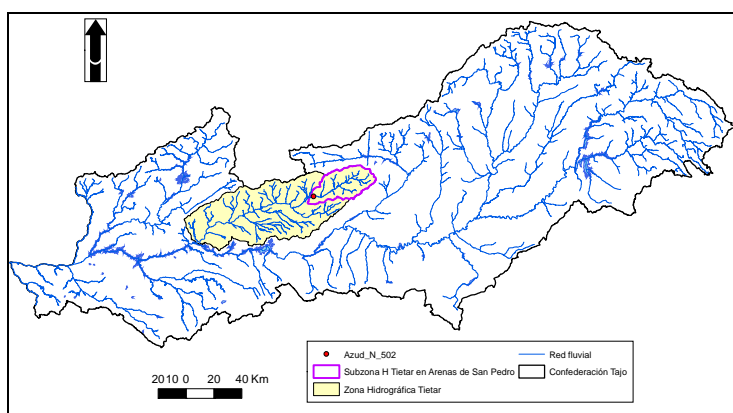 Azud_N_502
Red fluvial
Subzona H Tietar en Arenas de San Pedro
Confederación Tajo
Zona Hidrográfica Tietar
2010 0 20 40 Km